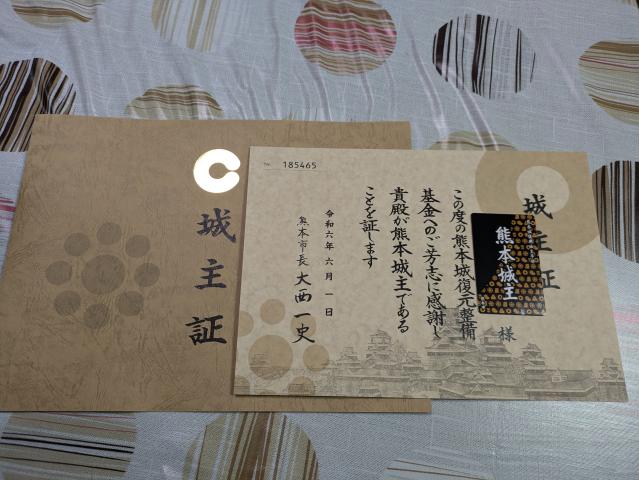 城主証
No. 185465
城主証
様
この度の熊本城復元整備
基金へのご芳志に感謝し
貴殿が熊本城主である
ことを証します
令和六年六月一日
熊本市長 大西一史
熊本城主